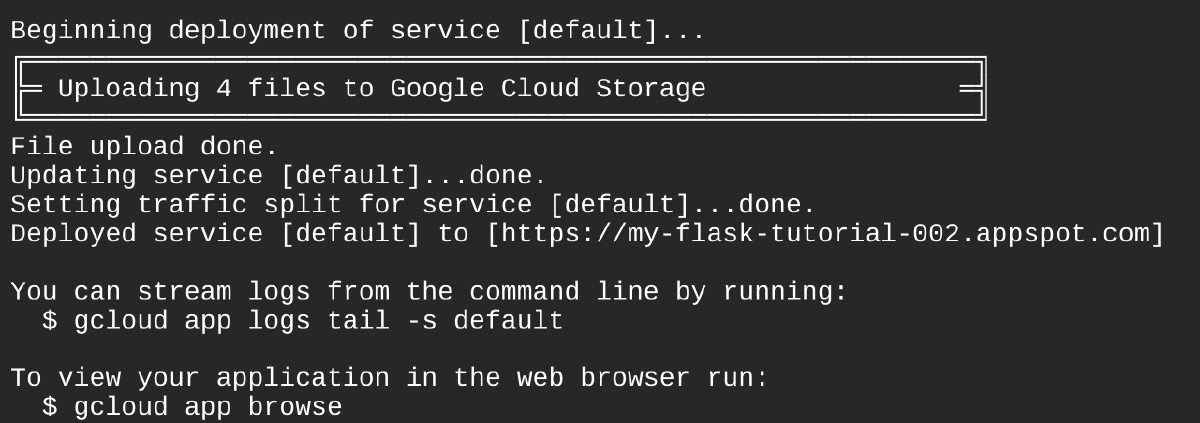 Beginning deployment of service [default]...
Uploading 4 files to Google Cloud Storage
File upload done.
Updating service [default]...done.
Setting traffic split for service [default]...done.
Deployed service [default] to [https://my-flask-tutorial-002.appspot.com]
You can stream logs from the command line by running:
$ gcloud app logs tail -s default
To view your application in the web browser run:
$ gcloud app browse